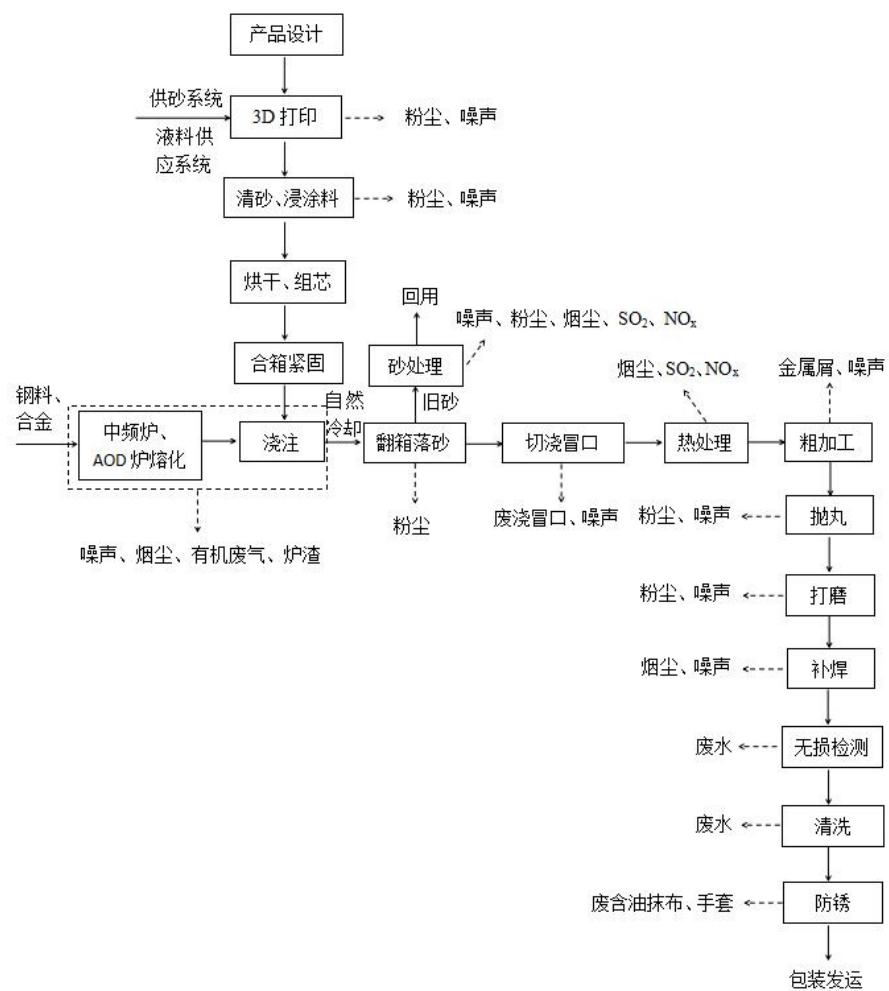 产品设计
供砂系统
3D 打印
粉尘、噪声
液料供
应系统
清砂、浸涂料
粉尘、噪声
烘干、组芯
回用
噪声、粉尘、烟尘、SO₂、NOₓ
合箱紧固
砂处理
烟尘、SO₂、NOₓ
金属屑、噪声
钢料、
合金
自然
冷却
旧砂
中频炉、
AOD 炉熔化
浇注
翻箱落砂
切浇冒口
热处理
粗加工
粉尘
废浇冒口、噪声
粉尘、噪声
抛丸
噪声、烟尘、有机废气、炉渣
粉尘、噪声
打磨
烟尘、噪声
补焊
废水
无损检测
废水
清洗
废含油抹布、手套
防锈
包装发运